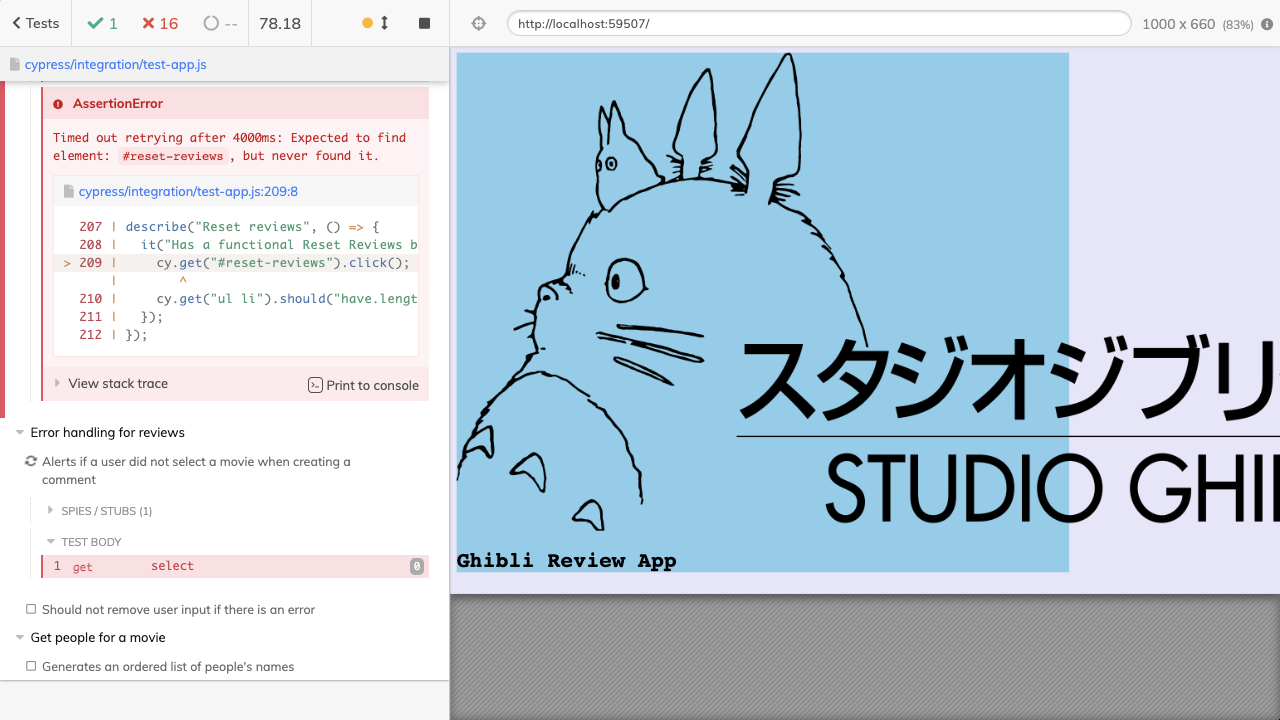 Tests
1
16
--
78.18
http://localhost:59507/
1000 x 660 (83%)
cypress/integration/test-app.js
AssertionError
Timed out retrying after 4000ms: Expected to find
element: #reset-reviews, but never found it.
cypress/integration/test-app.js:209:8
207 | describe("Reset reviews", () => {
208 |   it("Has a functional Reset Reviews b
> 209 |     cy.get("#reset-reviews").click();
|        ^
210 |     cy.get("ul li").should("have.lengt
211 |   });
212 | });
View stack trace
Print to console
Error handling for reviews
Alerts if a user did not select a movie when creating a
comment
SPIES / STUBS (1)
TEST BODY
1 get select 0
Should not remove user input if there is an error
Get people for a movie
Generates an ordered list of people's names
スタジオジブリ
STUDIO GHIB
Ghibli Review App